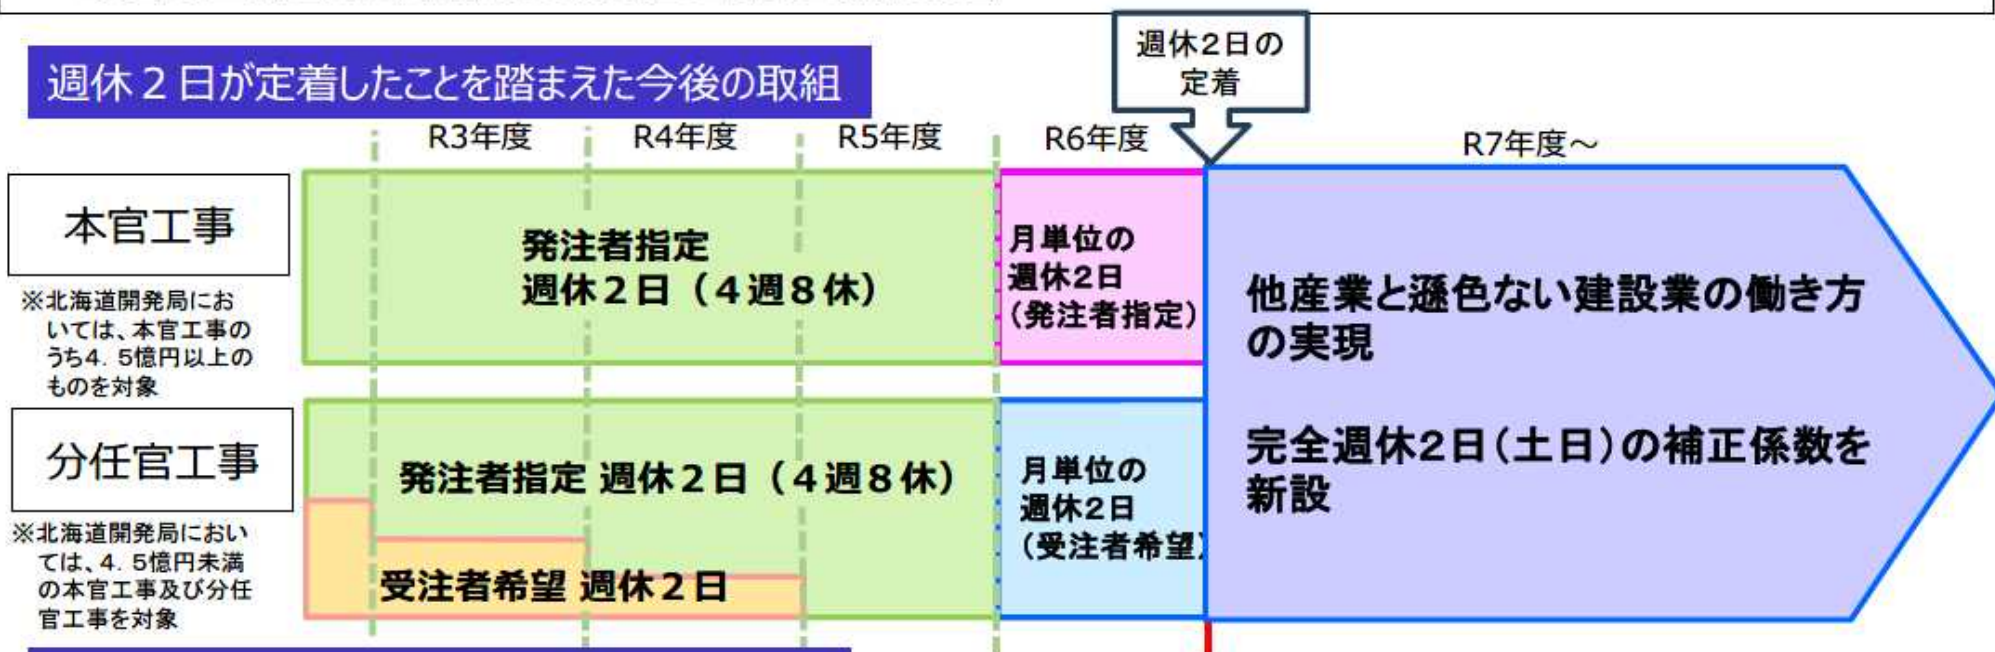 週休２日の
定着
週休２日が定着したことを踏まえた今後の取組
R3年度
R4年度
R5年度
R6年度
R7年度～
本官工事
※北海道開発局にお
いては、本官工事の
うち４．５億円以上の
ものを対象
発注者指定
週休２日（４週８休）
月単位の
週休２日
（発注者指定）
他産業と遜色ない建設業の働き方
の実現
完全週休２日（土日）の補正係数を
新設
分任官工事
※北海道開発局におい
ては、４．５億円未満
の本官工事及び分任
官工事を対象
発注者指定 週休２日（４週８休）
受注者希望 週休２日
月単位の
週休２日
（受注者希望）